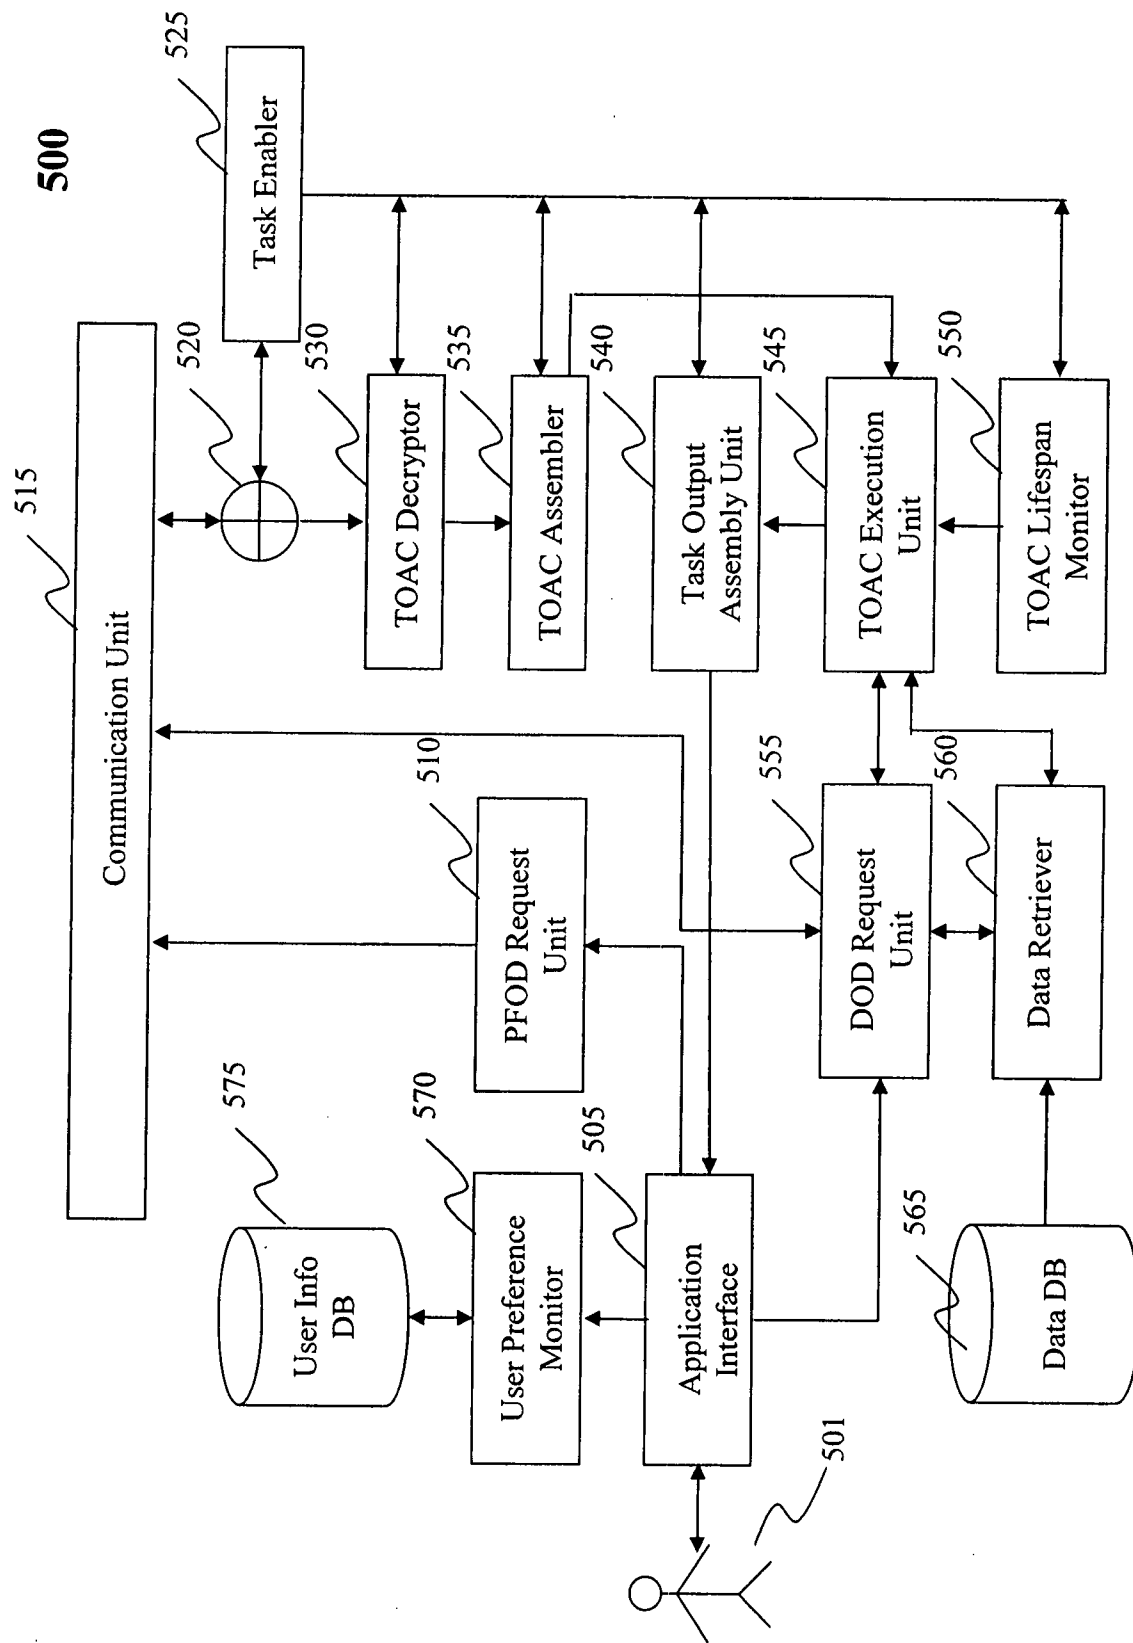 500
515
Communication Unit
525
Task Enabler
520
530
TOAC Decryptor
535
TOAC Assembler
540
Task Output
Assembly Unit
545
TOAC Execution
Unit
550
TOAC Lifespan
Monitor
510
PFOD Request
Unit
555
DOD Request
Unit
560
Data Retriever
575
User Info
DB
570
User Preference
Monitor
505
Application
Interface
565
Data DB
501